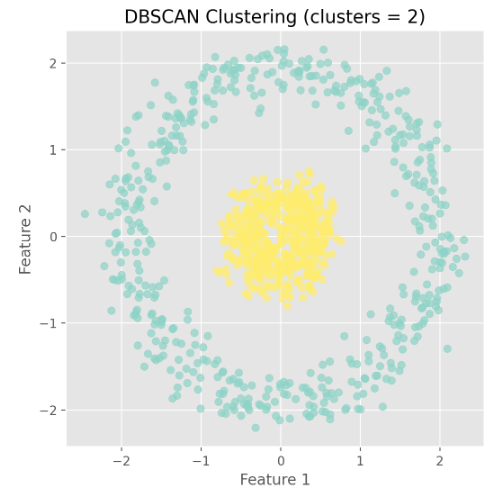 DBSCAN Clustering (clusters = 2)
2
1
0
−1
−2
Feature 2
−2 −1 0 1 2
Feature 1